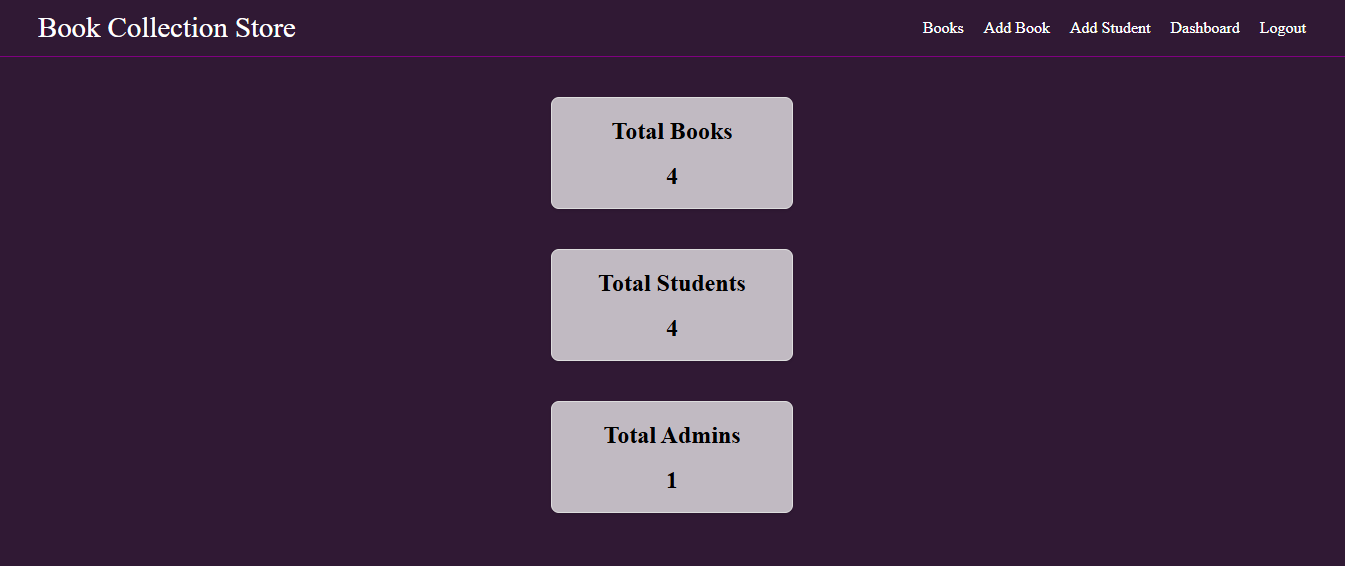 Book Collection Store
Books Add Book Add Student Dashboard Logout
Total Books
4
Total Students
4
Total Admins
1